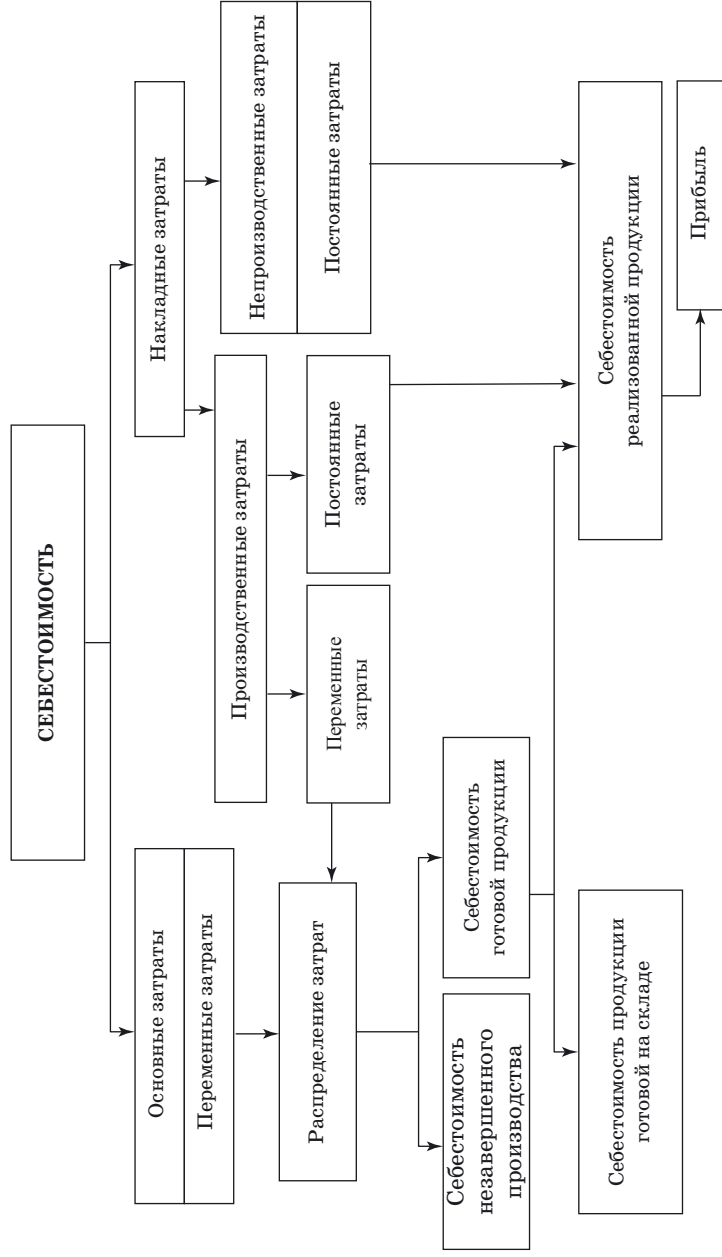 СЕБЕСТОИМОСТЬ
Основные затраты
Переменные затраты
Накладные затраты
Производственные затраты
Непроизводственные затраты
Постоянные затраты
Распределение затрат
Переменные
затраты
Постоянные
затраты
Себестоимость
незавершенного
производства
Себестоимость
готовой продукции
Себестоимость продукции
готовой на складе
Себестоимость
реализованной продукции
Прибыль